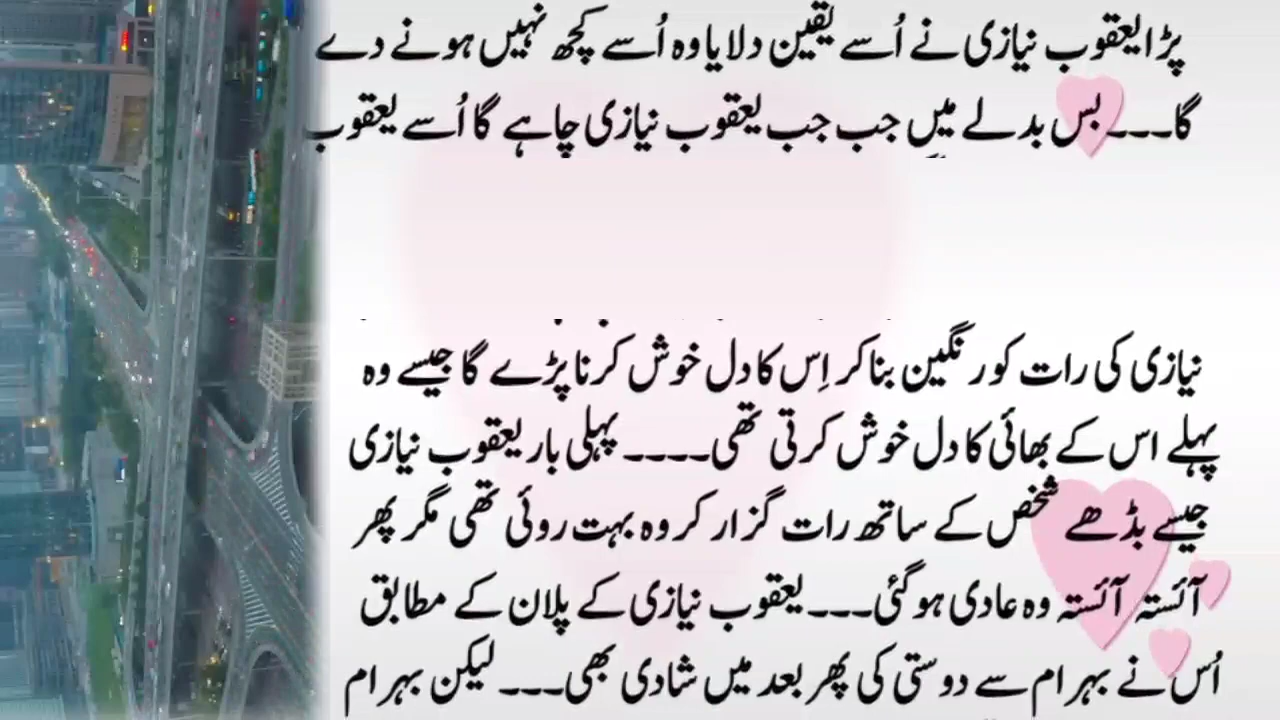 پڑا یعقوب نیازی نے اُسے یقین دلایا وہ اُسے کچھ نہیں ہونے دے
گا۔۔۔ بس بدلے میں جب جب یعقوب نیازی چاہے گا اُسے یعقوب
نیازی کی رات کو رنگین بنا کر اِس کا دل خوش کرنا پڑے گا جیسے وہ
پہلے اس کے بھائی کا دل خوش کرتی تھی۔۔۔۔ پہلی بار یعقوب نیازی
جیسے بڈھے شخص کے ساتھ رات گزار کر وہ بہت روئی تھی مگر پھر
آئستہ آئستہ وہ عادی ہو گئی۔۔۔ یعقوب نیازی کے پلان کے مطابق
اُس نے بہرام سے دوستی کی پھر بعد میں شادی بھی۔۔۔ لیکن بہرام